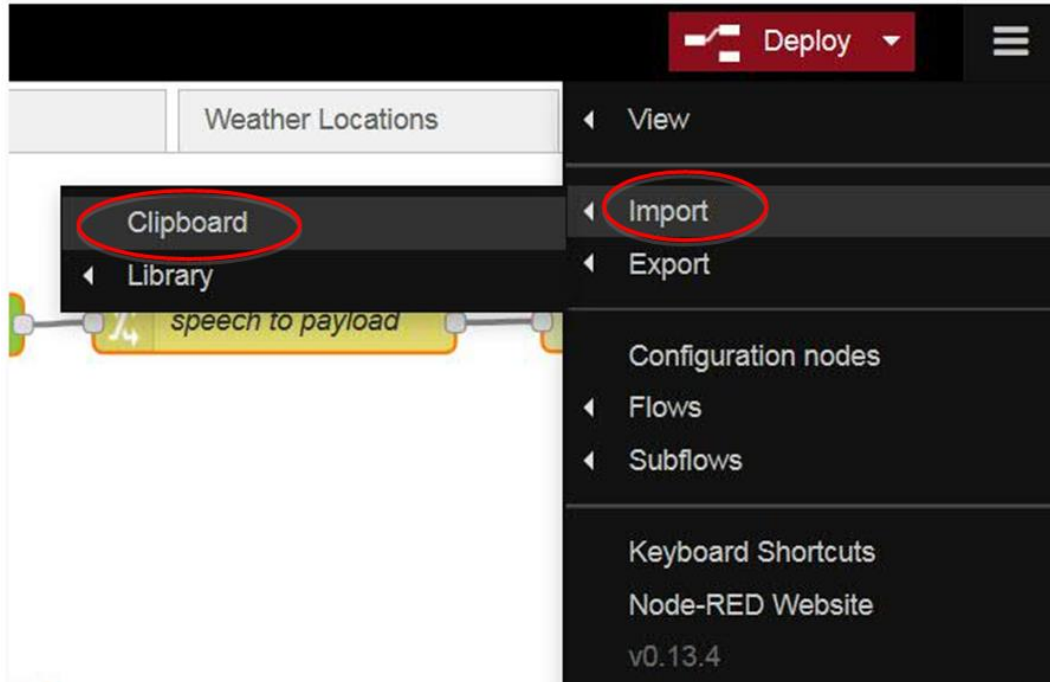 Deploy
Weather Locations
View
Clipboard
Import
Library
Export
speech to payload
Configuration nodes
Flows
Subflows
Keyboard Shortcuts
Node-RED Website
v0.13.4